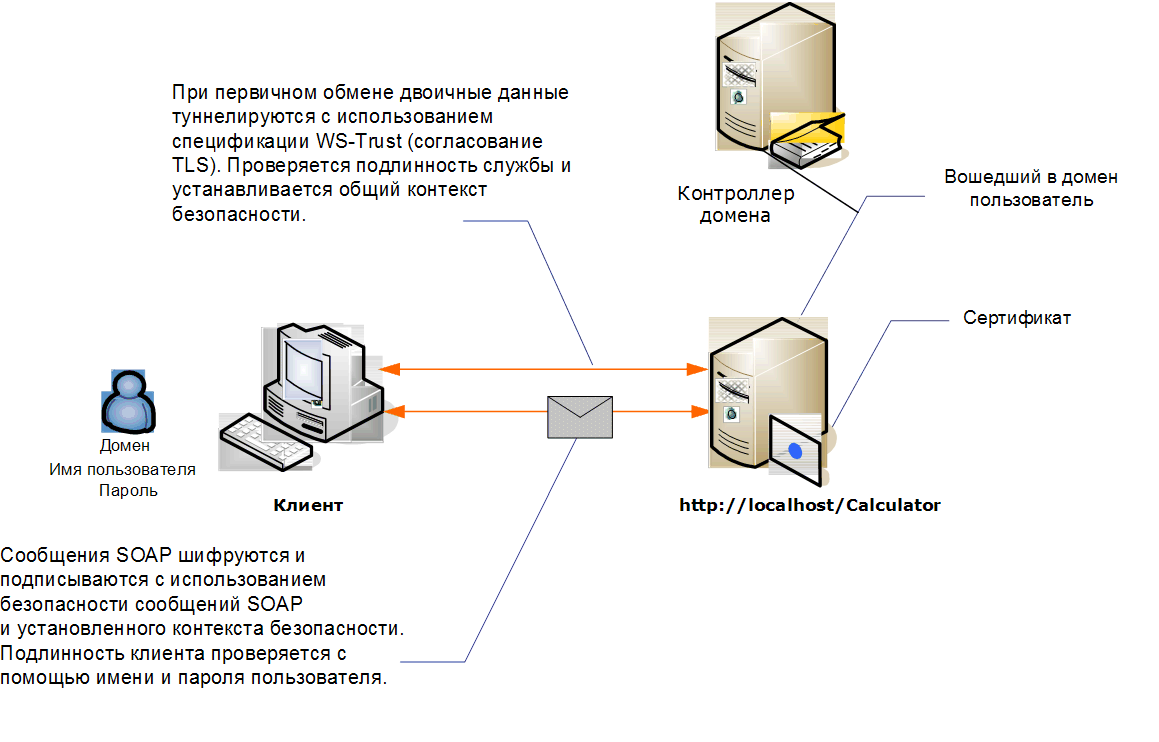 При первичном обмене двоичные данные
туннелируются с использованием
спецификации WS-Trust (согласование
TLS). Проверяется подлинность службы и
устанавливается общий контекст
безопасности.
Контроллер
домена
Вошедший в домен
пользователь
Сертификат
Домен
Имя пользователя
Пароль
Клиент
http://localhost/Calculator
Сообщения SOAP шифруются и
подписываются с использованием
безопасности сообщений SOAP
и установленного контекста безопасности.
Подлинность клиента проверяется с
помощью имени и пароля пользователя.